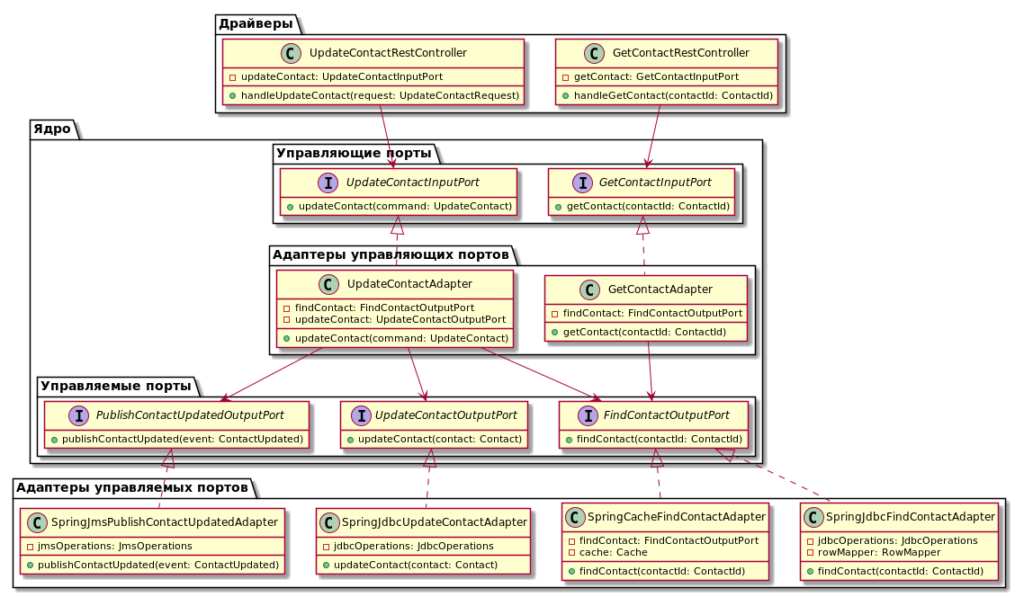 Драйверы
C UpdateContactRestController
updateContact: UpdateContactInputPort
handleUpdateContact(request: UpdateContactRequest)
C GetContactRestController
getContact: GetContactInputPort
handleGetContact(contactId: ContactId)
Ядро
Управляющие порты
I UpdateContactInputPort
updateContact(command: UpdateContact)
I GetContactInputPort
getContact(contactId: ContactId)
Адаптеры управляющих портов
C UpdateContactAdapter
findContact: FindContactOutputPort
updateContact: UpdateContactOutputPort
updateContact(command: UpdateContact)
C GetContactAdapter
findContact: FindContactOutputPort
getContact(contactId: ContactId)
Управляемые порты
I PublishContactUpdatedOutputPort
publishContactUpdated(event: ContactUpdated)
I UpdateContactOutputPort
updateContact(contact: Contact)
I FindContactOutputPort
findContact(contactId: ContactId)
Адаптеры управляемых портов
C SpringJmsPublishContactUpdatedAdapter
jmsOperations: JmsOperations
publishContactUpdated(event: ContactUpdated)
C SpringJdbcUpdateContactAdapter
jdbcOperations: JdbcOperations
updateContact(contact: Contact)
C SpringCacheFindContactAdapter
findContact: FindContactOutputPort
cache: Cache
findContact(contactId: ContactId)
C SpringJdbcFindContactAdapter
jdbcOperations: JdbcOperations
rowMapper: RowMapper
findContact(contactId: ContactId)